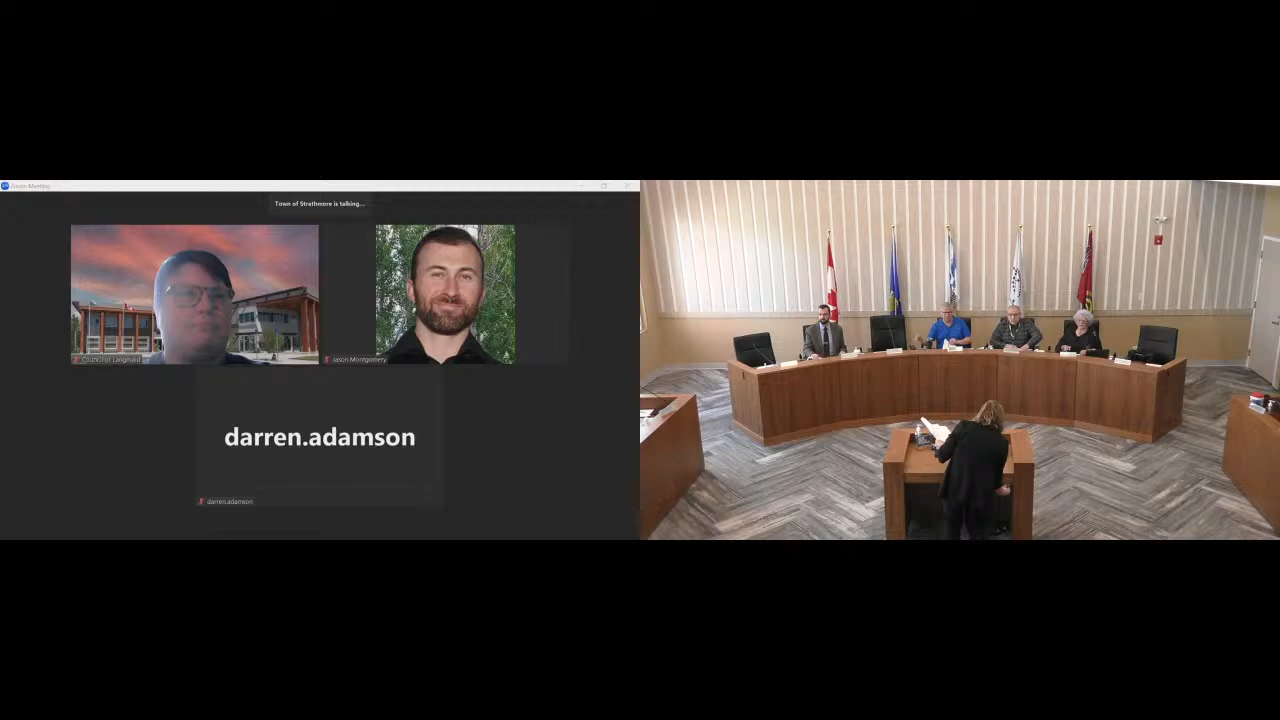 Zoom Meeting
Town of Strathmore is talking...
Councillor Langmaid
Jason Montgomery
darren.adamson
darren.adamson